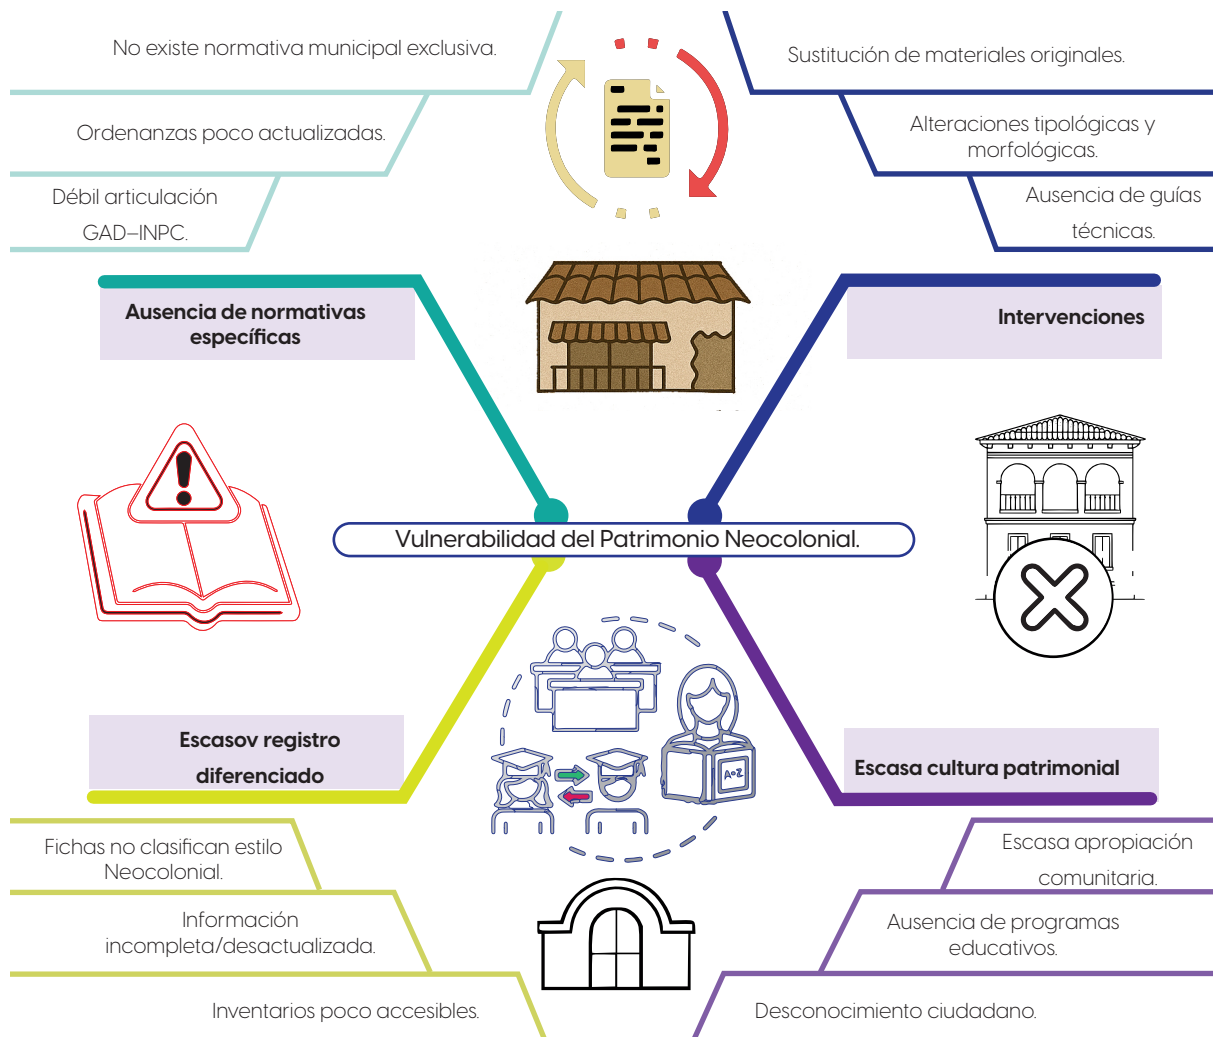 No existe normativa municipal exclusiva.
Ordenanzas poco actualizadas.
Débil articulación
GAD–INPC.
Sustitución de materiales originales.
Alteraciones tipológicas y
morfológicas.
Ausencia de guías
técnicas.
Ausencia de normativas
específicas
Intervenciones
Vulnerabilidad del Patrimonio Neocolonial.
Escasov registro
diferenciado
A•Z
Escasa cultura patrimonial
Fichas no clasifican estilo
Neocolonial.
Información
incompleta/desactualizada.
Inventarios poco accesibles.
Escasa apropiación
comunitaria.
Ausencia de programas
educativos.
Desconocimiento ciudadano.